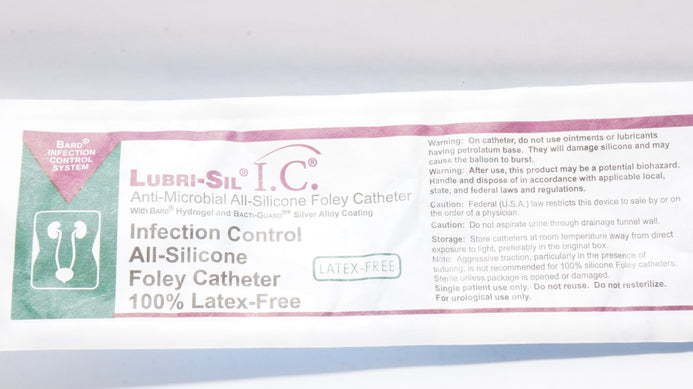 BARD®
INFECTION
CONTROL
SYSTEM
LUBRI-SIL® I.C.®
Anti-Microbial All-Silicone Foley Catheter
With BARD® Hydrogel and BACTI-GUARD®* Silver Alloy Coating
Infection Control
All-Silicone
Foley Catheter
100% Latex-Free
LATEX-FREE
Warning: On catheter, do not use ointments or lubricants
having petrolatum base. They will damage silicone and may
cause the balloon to burst.
Warning: After use, this product may be a potential biohazard.
Handle and dispose of in accordance with applicable local,
state, and federal laws and regulations.
Caution: Federal (U.S.A.) law restricts this device to sale by or on
the order of a physician.
Caution: Do not aspirate urine through drainage funnel wall.
Storage: Store catheters at room temperature away from direct
exposure to light, preferably in the original box.
Note: Aggressive traction, particularly in the presence of
suturing, is not recommended for 100% silicone Foley catheters.
Sterile unless package is opened or damaged.
Single patient use only. Do not reuse. Do not resterilize.
For urological use only.